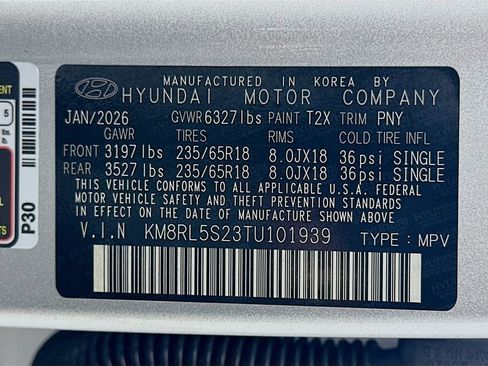 MANUFACTURED IN KOREA BY
HYUNDAI MOTOR COMPANY
JAN/2026 GVWR6327lbs PAINT T2X TRIM PNY
GAWR TIRES RIMS COLD TIRE INFL
FRONT 3197lbs 235/65R18 8.0JX18 36psi SINGLE
REAR 3527lbs 235/65R18 8.0JX18 36psi SINGLE
THIS VEHICLE CONFORMS TO ALL APPLICABLE U.S.A. FEDERAL
MOTOR VEHICLE SAFETY AND THEFT PREVENTION STANDARDS
IN EFFECT ON THE DATE OF MANUFACTURE SHOWN ABOVE.
V.I.N KM8RL5S23TU101939 TYPE: MPV
5
P30